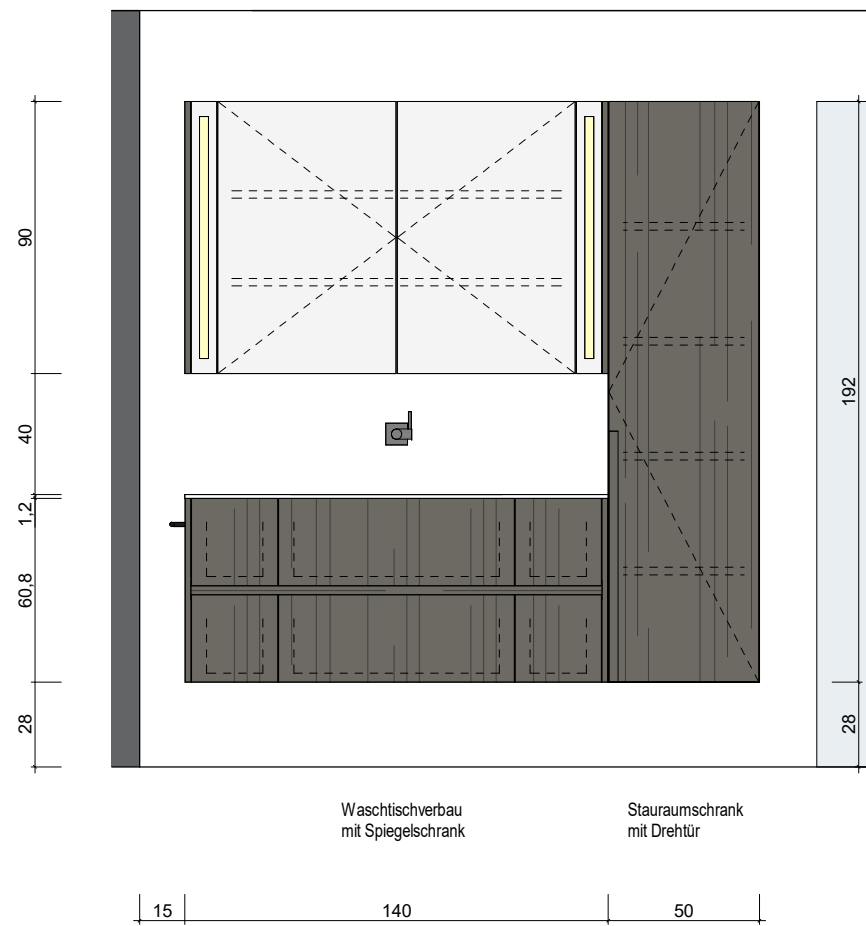 90
40
1,2
60,8
28
192
28
Waschtischverbau
mit Spiegelschrank
Stauraumschrank
mit Drehtür
15
140
50